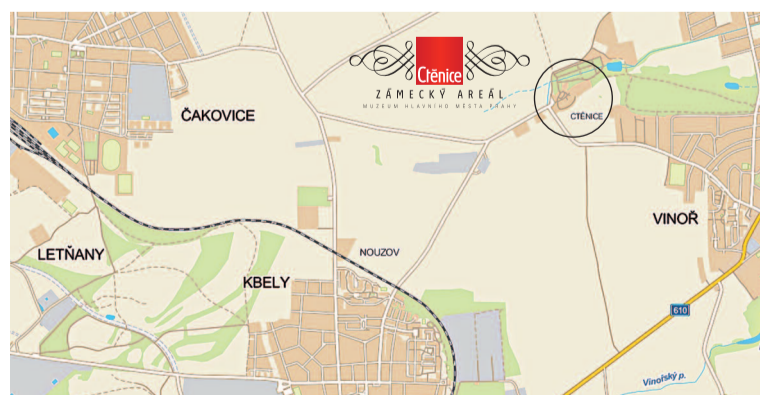 Ctěnice
ZÁMECKÝ AREÁL
MUZEUM HLAVNÍHO MĚSTA PRAHY
ČAKOVICE
CTĚNICE
VINOŘ
LETŇANY
NOUZOV
KBELY
610
Vinořský p.